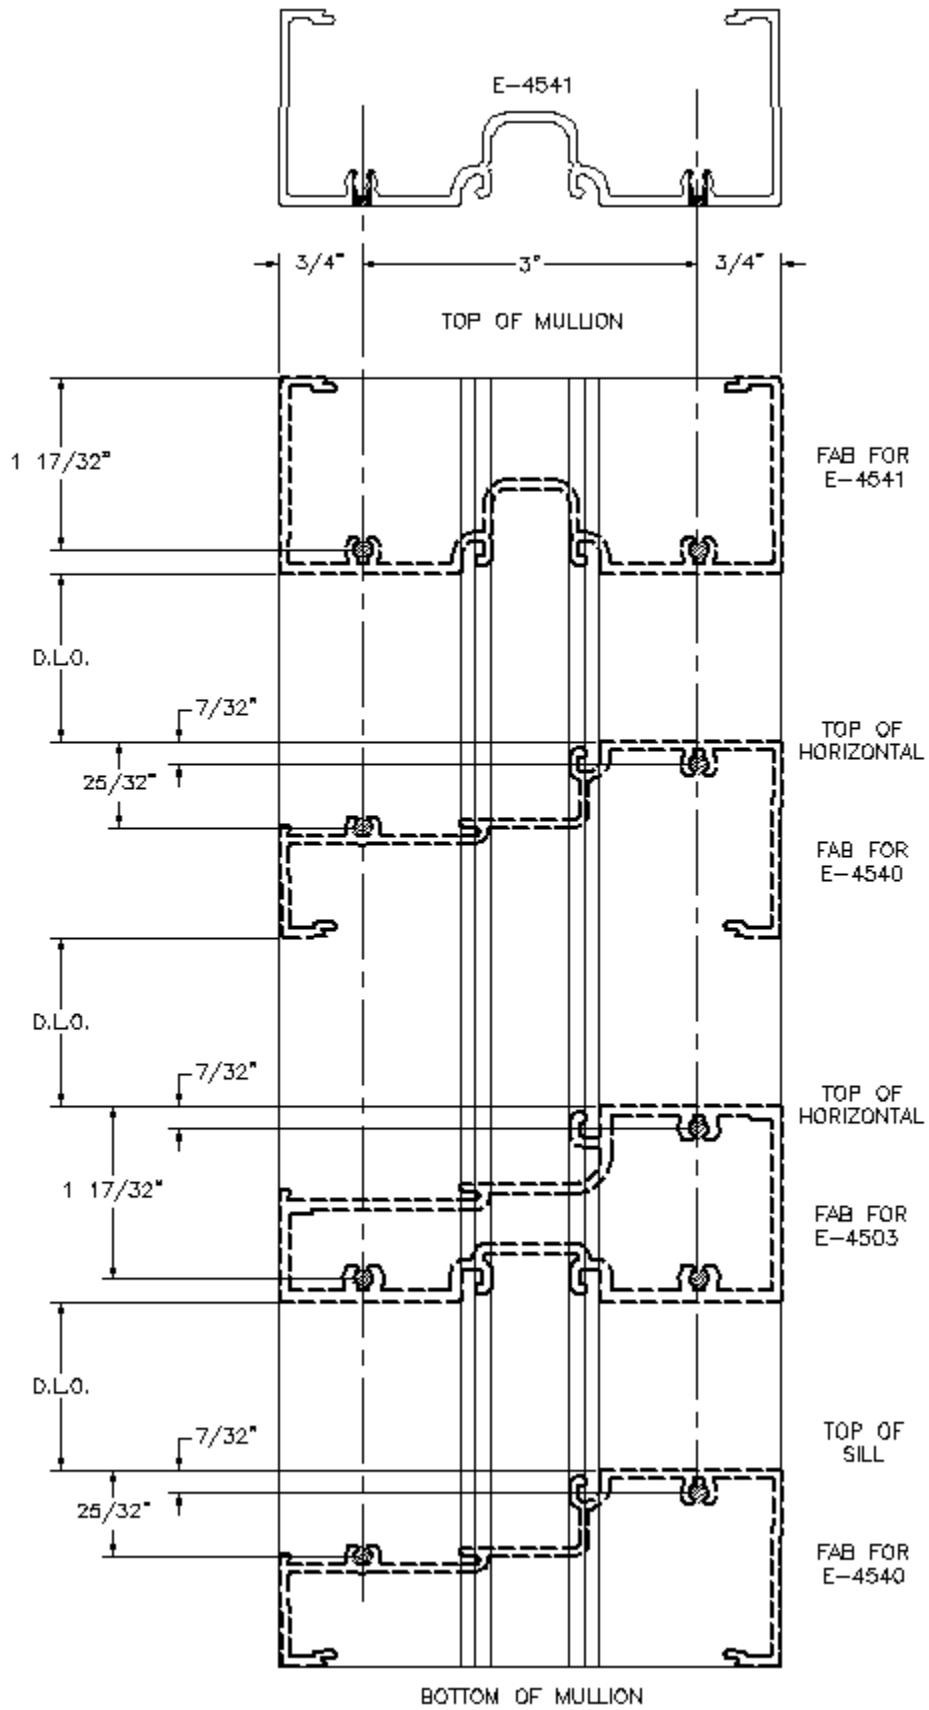 E-4541
3/4" 3" 3/4"
TOP OF MULLION
1 17/32"
FAB FOR
E-4541
D.L.O.
7/32"
TOP OF
HORIZONTAL
25/32"
FAB FOR
E-4540
D.L.O.
7/32"
TOP OF
HORIZONTAL
1 17/32"
FAB FOR
E-4503
D.L.O.
7/32"
TOP OF
SILL
25/32"
FAB FOR
E-4540
BOTTOM OF MULLION